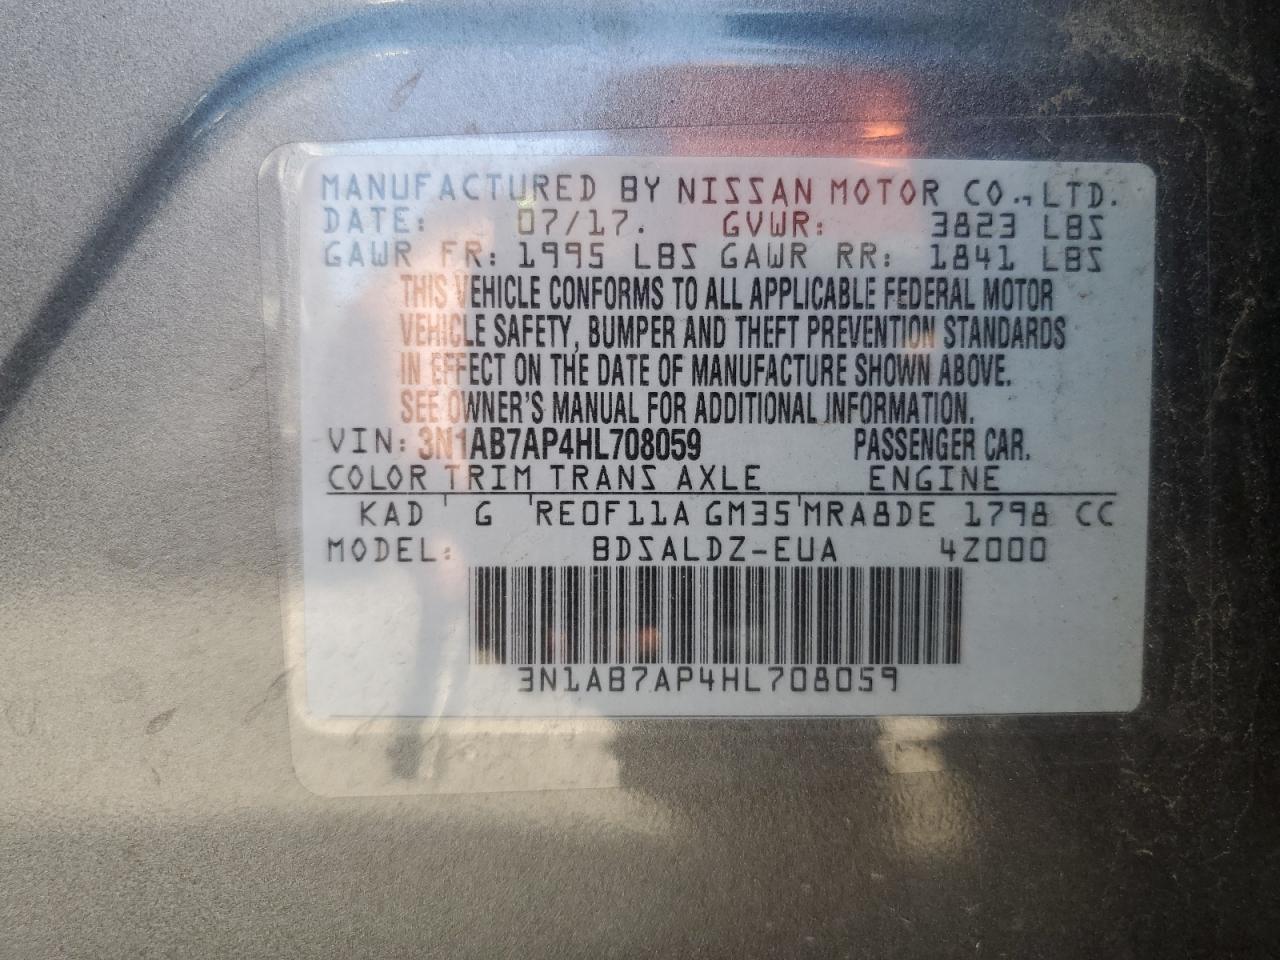 MANUFACTURED BY NISSAN MOTOR CO., LTD.
DATE: 07/17. GVWR: 3823 LBS
GAWR FR: 1995 LBS GAWR RR: 1841 LBS
THIS VEHICLE CONFORMS TO ALL APPLICABLE FEDERAL MOTOR
VEHICLE SAFETY, BUMPER AND THEFT PREVENTION STANDARDS
IN EFFECT ON THE DATE OF MANUFACTURE SHOWN ABOVE.
SEE OWNER'S MANUAL FOR ADDITIONAL INFORMATION.
VIN: 3N1AB7AP4HL708059 PASSENGER CAR.
COLOR TRIM TRANS AXLE ENGINE
KAD G RE0F11A GM35 MRA8DE 1798 CC
MODEL: BDSALDZ-EUA 4Z000
3N1AB7AP4HL708059